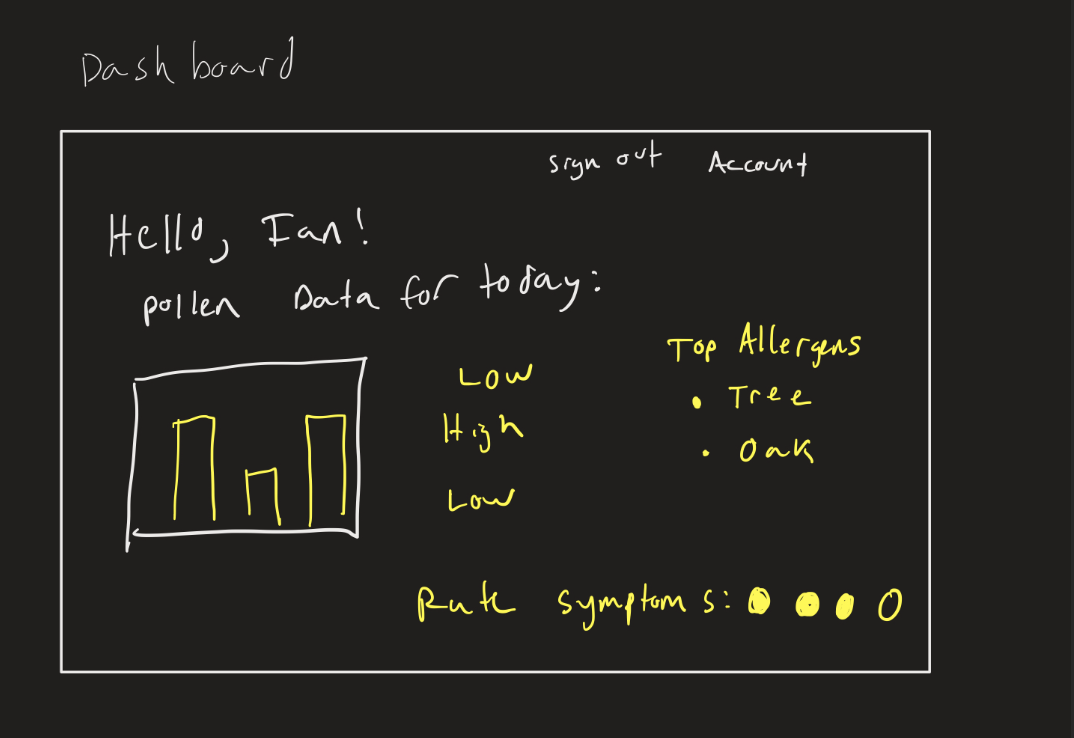 Dashboard
sign out Account
Hello, Ian!
pollen Data for today:
Top Allergens
Low
• Tree
High
• Oak
Low
Rate symptoms: